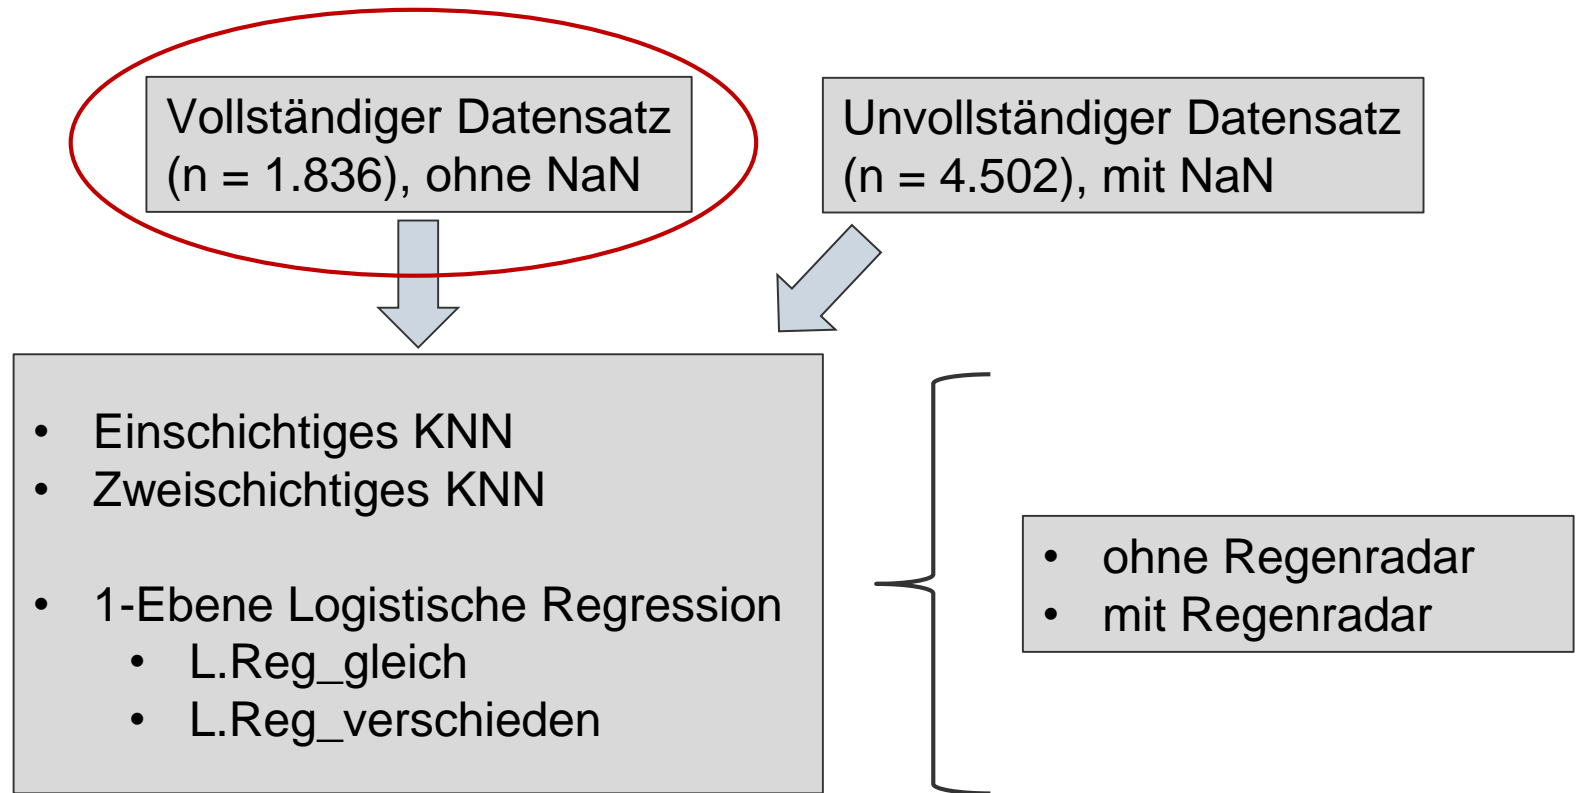 Vollständiger Datensatz
(n = 1.836), ohne NaN
Unvollständiger Datensatz
(n = 4.502), mit NaN
• Einschichtiges KNN
• Zweischichtiges KNN
• 1-Ebene Logistische Regression
• L.Reg_gleich
• L.Reg_verschieden
• ohne Regenradar
• mit Regenradar